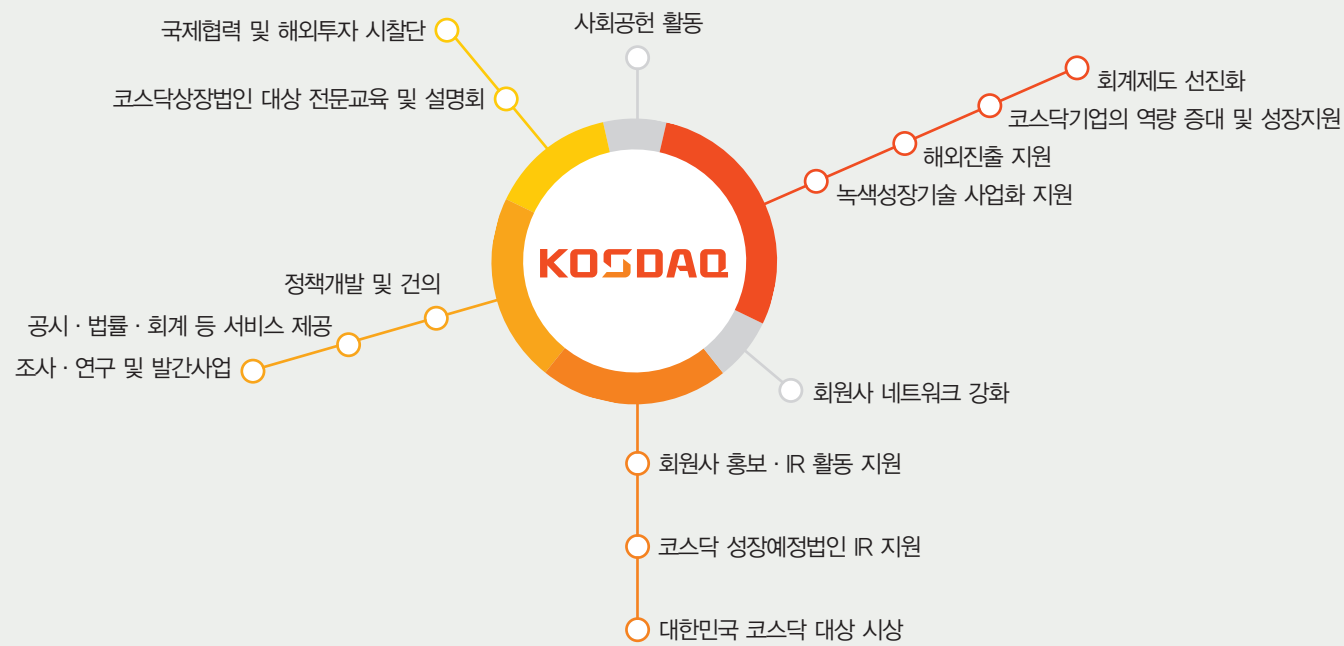 국제협력 및 해외투자 시찰단
코스닥상장법인 대상 전문교육 및 설명회
사회공헌 활동
회계제도 선진화
코스닥기업의 역량 증대 및 성장지원
해외진출 지원
녹색성장기술 사업화 지원
KOSDAQ
정책개발 및 건의
공시 · 법률 · 회계 등 서비스 제공
조사 · 연구 및 발간사업
회원사 네트워크 강화
회원사 홍보 · IR 활동 지원
코스닥 성장예정법인 IR 지원
대한민국 코스닥 대상 시상